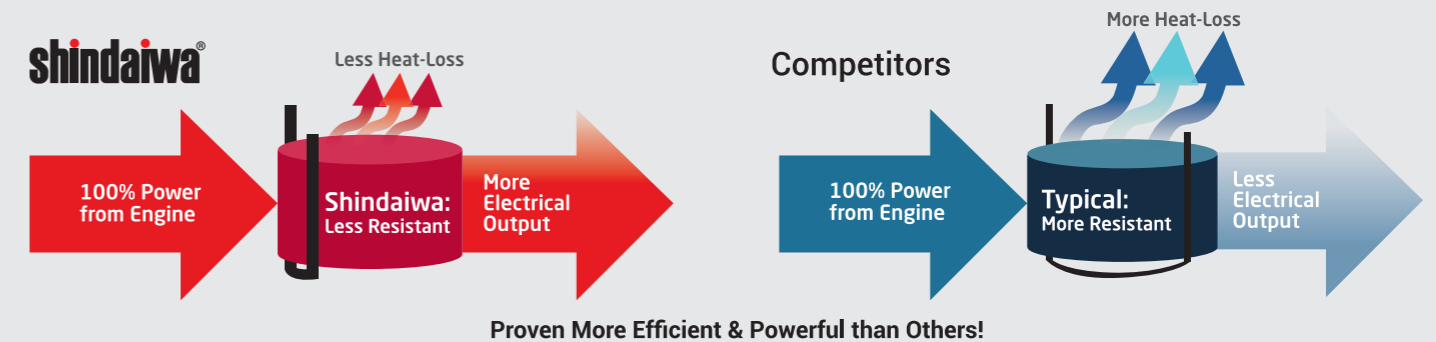 shindaiwa®
Less Heat-Loss
100% Power
from Engine
Shindaiwa:
Less Resistant
More
Electrical
Output
Competitors
More Heat-Loss
100% Power
from Engine
Typical:
More Resistant
Less
Electrical
Output
Proven More Efficient & Powerful than Others!